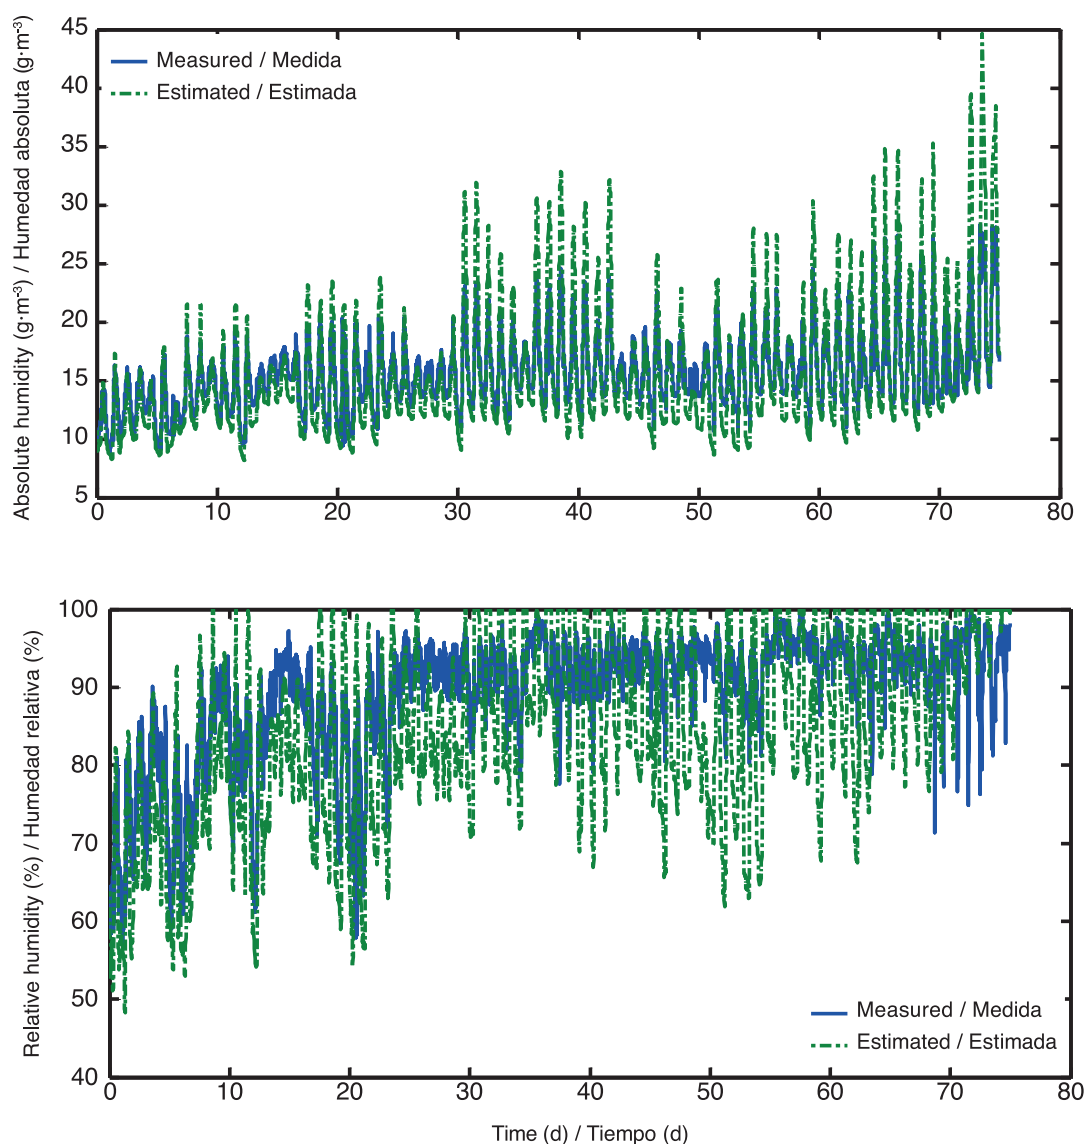 Absolute humidity (g·m⁻³) / Humedad absoluta (g·m⁻³)
45
40
35
30
25
20
15
10
5
Measured / Medida
Estimated / Estimada
0 10 20 30 40 50 60 70 80
Relative humidity (%) / Humedad relativa (%)
100
90
80
70
60
50
40
Measured / Medida
Estimated / Estimada
0 10 20 30 40 50 60 70 80
Time (d) / Tiempo (d)